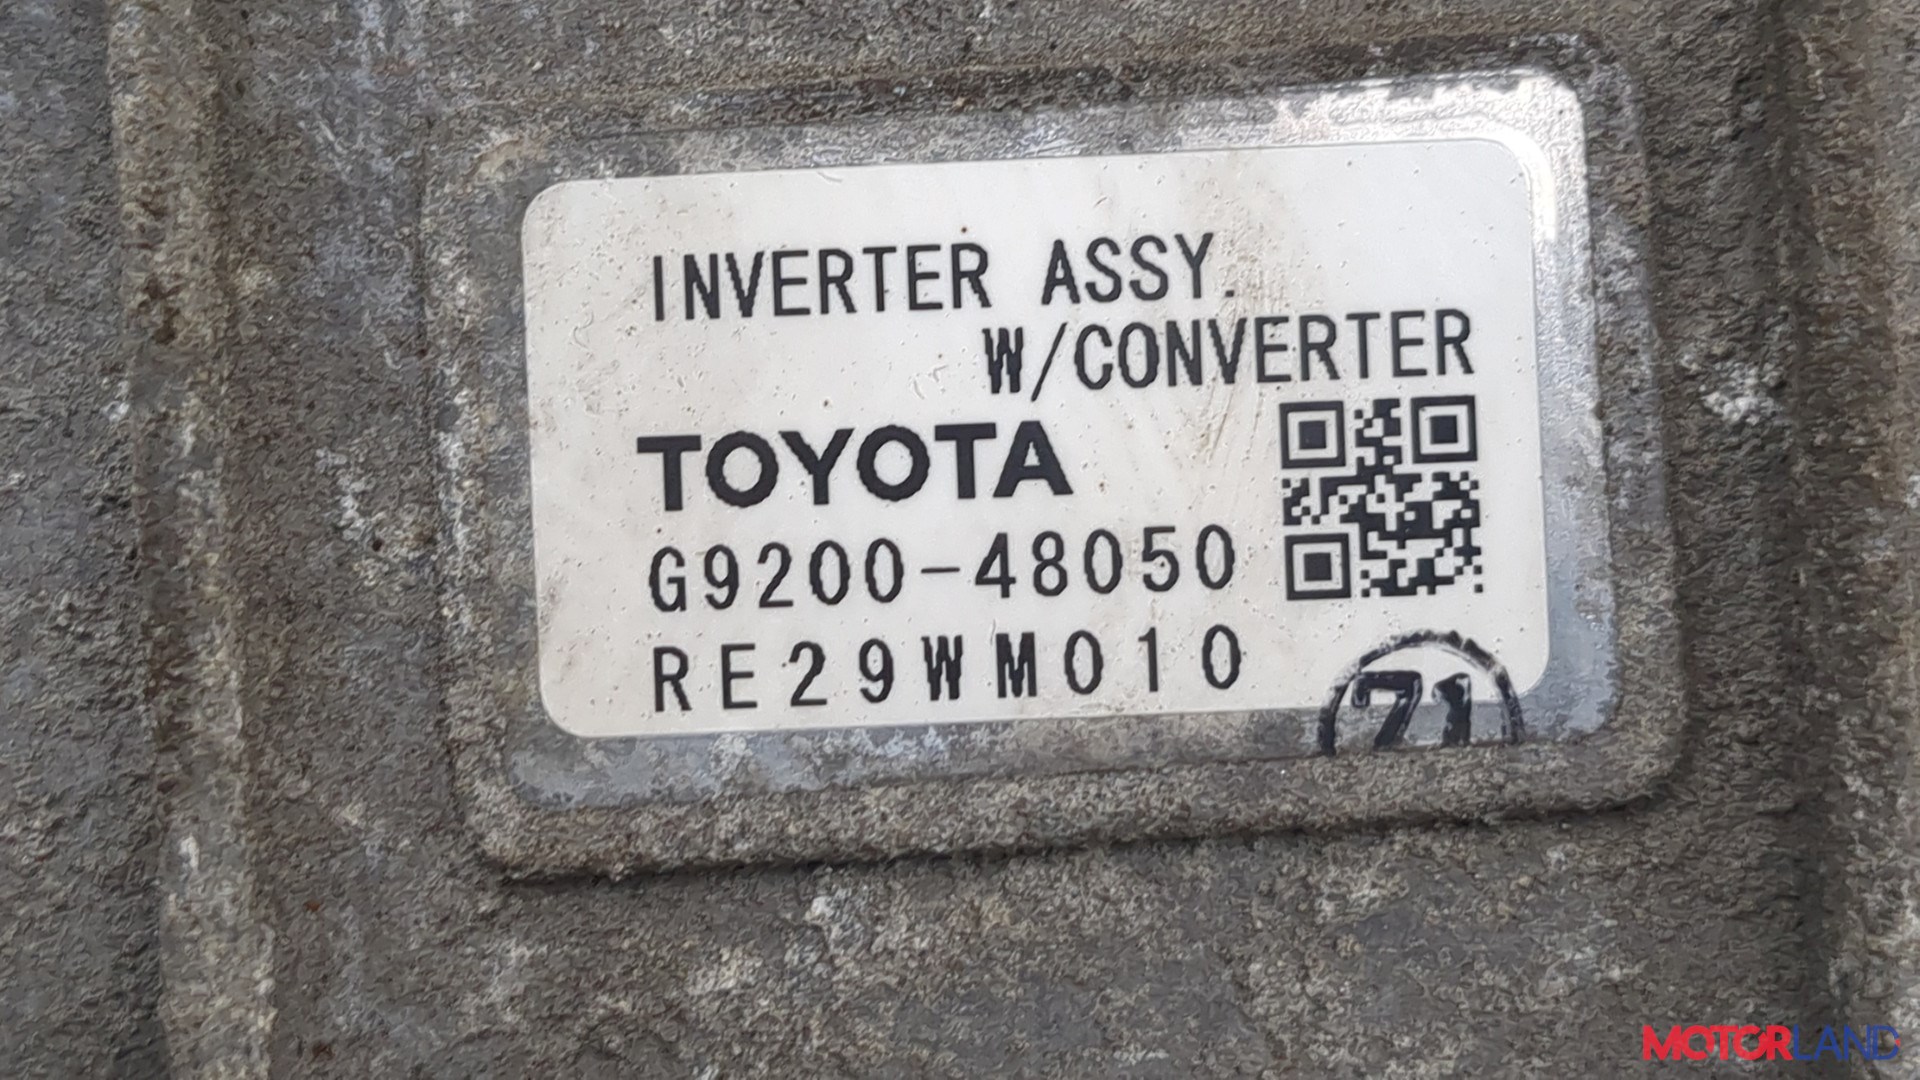 INVERTER ASSY.
W/CONVERTER
TOYOTA
G9200-48050
RE29WM010
71
MOTORLAND